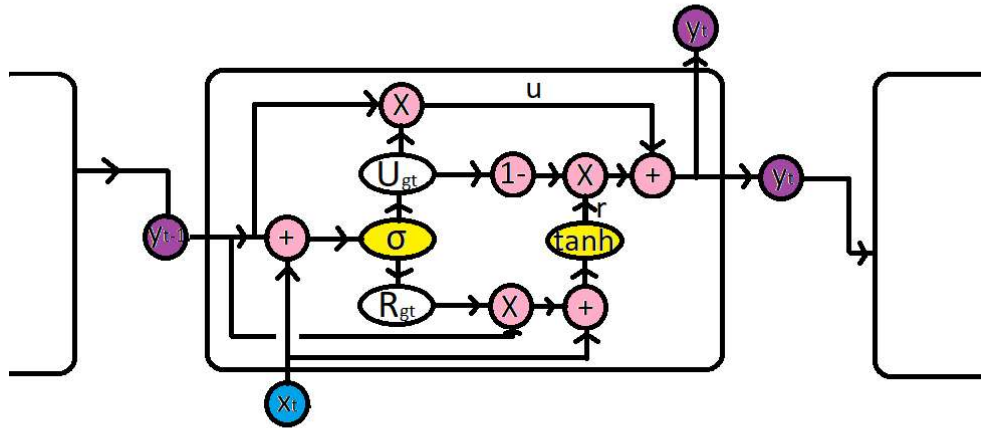 yt
X
u
Ugt
1-
X
+
yt
r
yt-1
+
σ
tanh
Rgt
X
+
xt